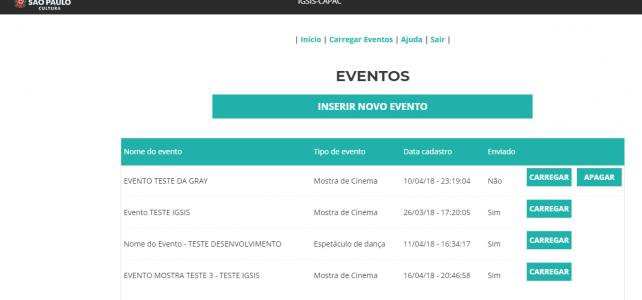 SÃO PAULO
CULTURA
IGSIS-CAPAC
| Início | Carregar Eventos | Ajuda | Sair |
EVENTOS
INSERIR NOVO EVENTO
Nome do evento Tipo de evento Data cadastro Enviado
EVENTO TESTE DA GRAY Mostra de Cinema 10/04/18 - 23:19:04 Não CARREGAR APAGAR
Evento TESTE IGSIS Mostra de Cinema 26/03/18 - 17:20:05 Sim CARREGAR
Nome do Evento - TESTE DESENVOLVIMENTO Espetáculo de dança 11/04/18 - 16:34:17 Sim CARREGAR
EVENTO MOSTRA TESTE 3 - TESTE IGSIS Mostra de Cinema 16/04/18 - 20:46:58 Sim CARREGAR